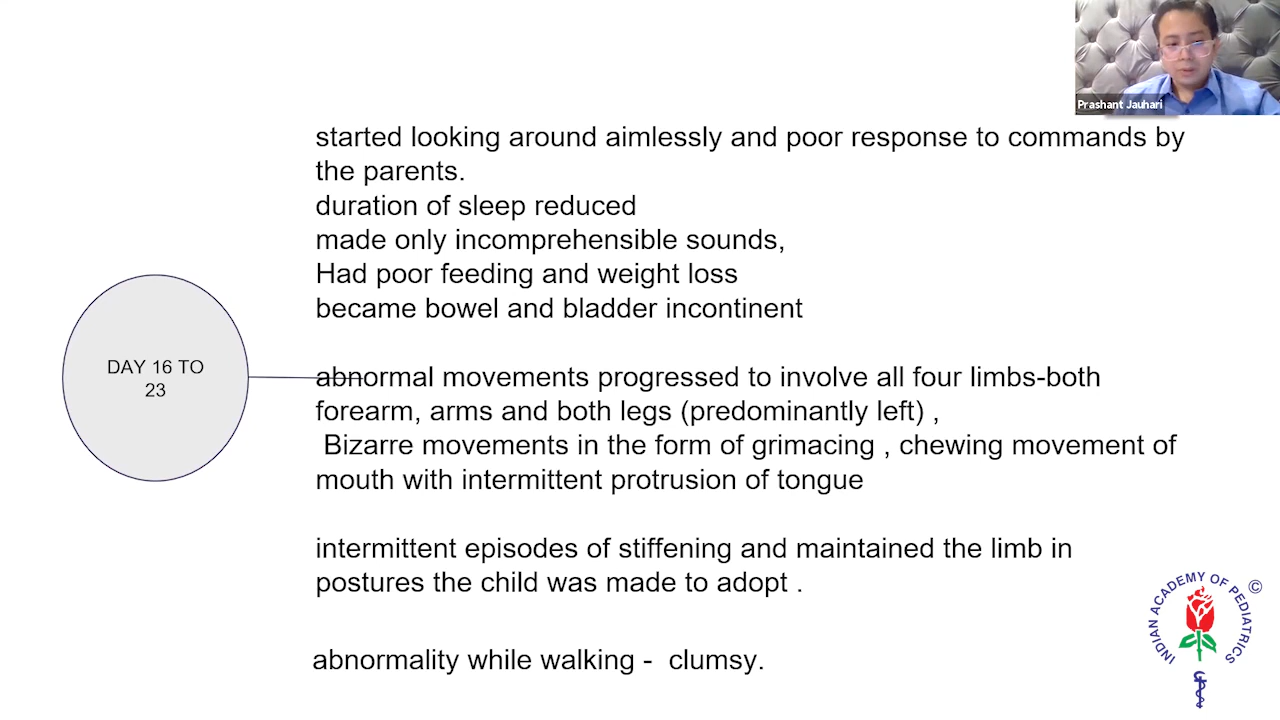 Prashant Jauhari
started looking around aimlessly and poor response to commands by
the parents.
duration of sleep reduced
made only incomprehensible sounds,
Had poor feeding and weight loss
became bowel and bladder incontinent
DAY 16 TO
23
abnormal movements progressed to involve all four limbs-both
forearm, arms and both legs (predominantly left) ,
Bizarre movements in the form of grimacing , chewing movement of
mouth with intermittent protrusion of tongue
intermittent episodes of stiffening and maintained the limb in
postures the child was made to adopt .
abnormality while walking - clumsy.
INDIAN ACADEMY OF PEDIATRICS
©